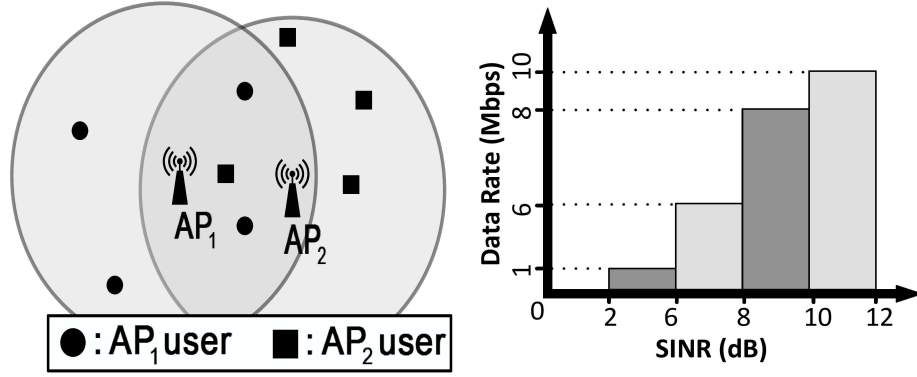 AP1
AP2
: AP1 user
: AP2 user
Data Rate (Mbps)
10
8
6
1
0
2
6
8
10
12
SINR (dB)